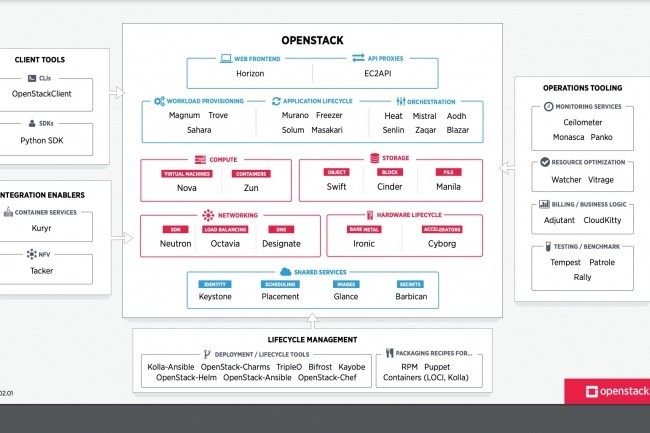 CLIENT TOOLS
CLIs
OpenStackClient
SDKs
Python SDK
NTEGRATION ENABLERS
CONTAINER SERVICES
Kuryr
NFV
Tacker
OPENSTACK
WEB FRONTEND
Horizon
API PROXIES
EC2API
WORKLOAD PROVISIONING
Magnum Trove
Sahara
APPLICATION LIFECYCLE
Murano Freezer
Solum Masakari
ORCHESTRATION
Heat Mistral Aodh
Senlin Zaqar Blazar
COMPUTE
VIRTUAL MACHINES
Nova
CONTAINERS
Zun
STORAGE
OBJECT
Swift
BLOCK
Cinder
FILE
Manila
NETWORKING
SDN
Neutron
LOAD BALANCING
Octavia
DNS
Designate
HARDWARE LIFECYCLE
BARE METAL
Ironic
ACCELERATORS
Cyborg
SHARED SERVICES
IDENTITY
Keystone
SCHEDULING
Placement
IMAGES
Glance
SECRETS
Barbican
OPERATIONS TOOLING
MONITORING SERVICES
Ceilometer
Monasca Panko
RESOURCE OPTIMIZATION
Watcher Vitrage
BILLING / BUSINESS LOGIC
Adjutant CloudKitty
TESTING / BENCHMARK
Tempest Patrole
Rally
LIFECYCLE MANAGEMENT
DEPLOYMENT / LIFECYCLE TOOLS
Kolla-Ansible OpenStack-Charms TripleO Bifrost Kayobe
OpenStack-Helm OpenStack-Ansible OpenStack-Chef
PACKAGING RECIPES FOR...
RPM Puppet
Containers (LOCI, Kolla)
02.01
openstack